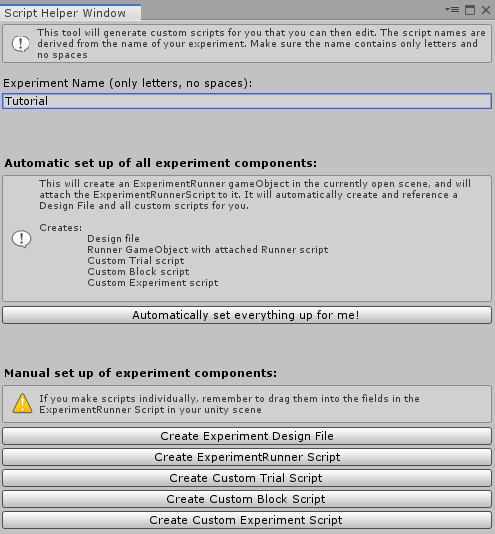 Script Helper Window
This tool will generate custom scripts for you that you can then edit. The script names are
derived from the name of your experiment. Make sure the name contains only letters and
no spaces
Experiment Name (only letters, no spaces):
Tutorial
Automatic set up of all experiment components:
This will create an ExperimentRunner gameObject in the currently open scene, and will
attach the ExperimentRunnerScript to it. It will automatically create and reference a
Design File and all custom scripts for you.
Creates:
Design file
Runner GameObject with attached Runner script
Custom Trial script
Custom Block script
Custom Experiment script
Automatically set everything up for me!
Manual set up of experiment components:
If you make scripts individually, remember to drag them into the fields in the
ExperimentRunner Script in your unity scene
Create Experiment Design File
Create ExperimentRunner Script
Create Custom Trial Script
Create Custom Block Script
Create Custom Experiment Script